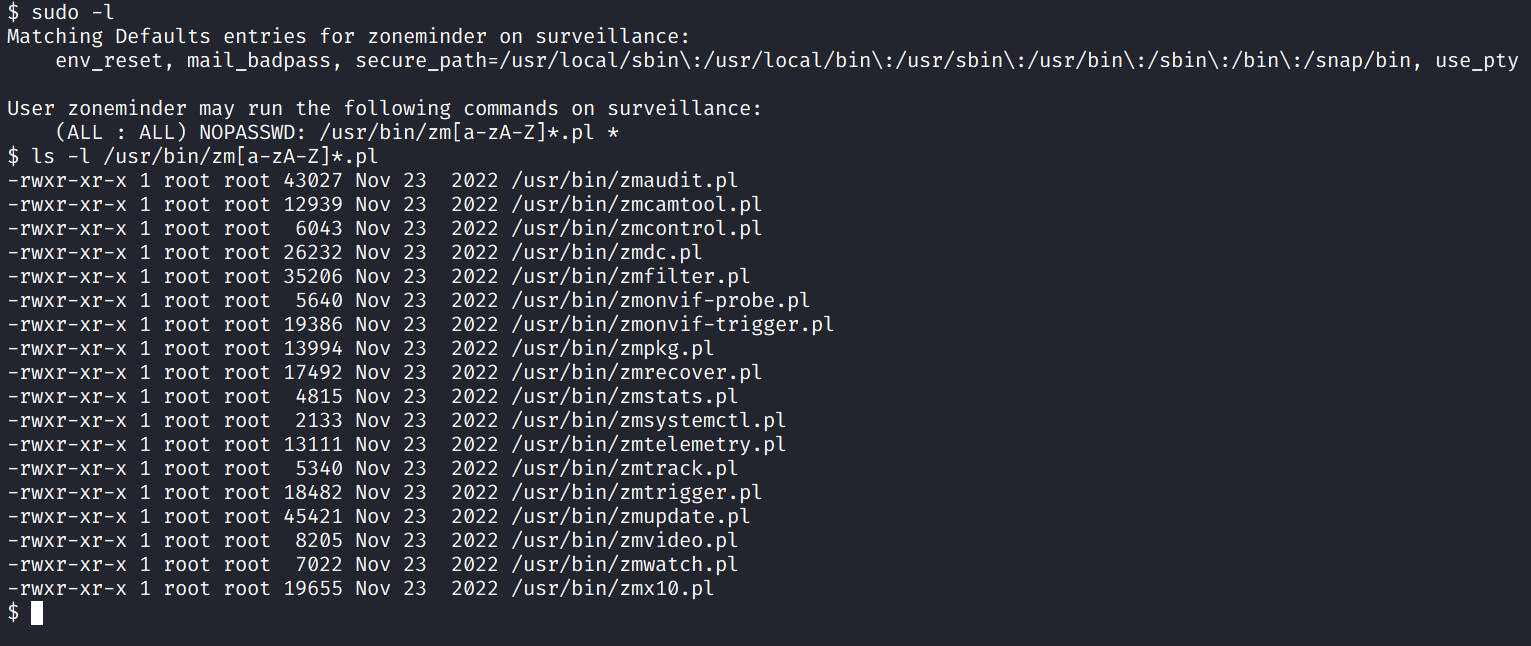 $ sudo -l
Matching Defaults entries for zoneminder on surveillance:
    env_reset, mail_badpass, secure_path=/usr/local/sbin\:/usr/local/bin\:/usr/sbin\:/usr/bin\:/sbin\:/bin\:/snap/bin, use_pty

User zoneminder may run the following commands on surveillance:
    (ALL : ALL) NOPASSWD: /usr/bin/zm[a-zA-Z]*.pl *
$ ls -l /usr/bin/zm[a-zA-Z]*.pl
-rwxr-xr-x 1 root root 43027 Nov 23  2022 /usr/bin/zmaudit.pl
-rwxr-xr-x 1 root root 12939 Nov 23  2022 /usr/bin/zmcamtool.pl
-rwxr-xr-x 1 root root  6043 Nov 23  2022 /usr/bin/zmcontrol.pl
-rwxr-xr-x 1 root root 26232 Nov 23  2022 /usr/bin/zmdc.pl
-rwxr-xr-x 1 root root 35206 Nov 23  2022 /usr/bin/zmfilter.pl
-rwxr-xr-x 1 root root  5640 Nov 23  2022 /usr/bin/zmonvif-probe.pl
-rwxr-xr-x 1 root root 19386 Nov 23  2022 /usr/bin/zmonvif-trigger.pl
-rwxr-xr-x 1 root root 13994 Nov 23  2022 /usr/bin/zmpkg.pl
-rwxr-xr-x 1 root root 17492 Nov 23  2022 /usr/bin/zmrecover.pl
-rwxr-xr-x 1 root root  4815 Nov 23  2022 /usr/bin/zmstats.pl
-rwxr-xr-x 1 root root  2133 Nov 23  2022 /usr/bin/zmsystemctl.pl
-rwxr-xr-x 1 root root 13111 Nov 23  2022 /usr/bin/zmtelemetry.pl
-rwxr-xr-x 1 root root  5340 Nov 23  2022 /usr/bin/zmtrack.pl
-rwxr-xr-x 1 root root 18482 Nov 23  2022 /usr/bin/zmtrigger.pl
-rwxr-xr-x 1 root root 45421 Nov 23  2022 /usr/bin/zmupdate.pl
-rwxr-xr-x 1 root root  8205 Nov 23  2022 /usr/bin/zmvideo.pl
-rwxr-xr-x 1 root root  7022 Nov 23  2022 /usr/bin/zmwatch.pl
-rwxr-xr-x 1 root root 19655 Nov 23  2022 /usr/bin/zmx10.pl
$